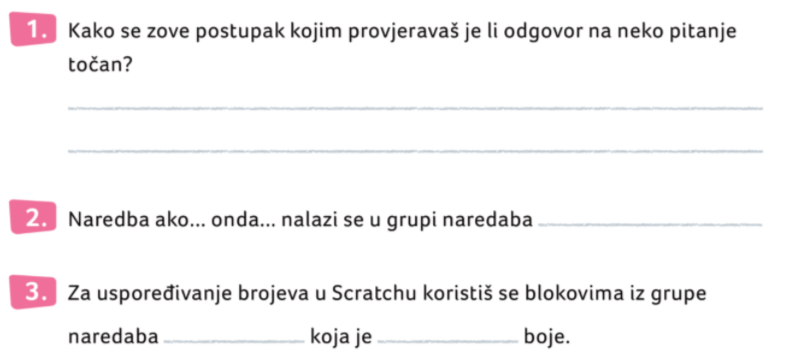 1. Kako se zove postupak kojim provjeravaš je li odgovor na neko pitanje
točan?
2. Naredba ako... onda... nalazi se u grupi naredaba
3. Za uspoređivanje brojeva u Scratchu koristiš se blokovima iz grupe
naredaba koja je boje.